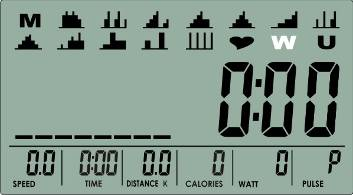 M
W U
0:00
0.0 0:00 0.0 0 0 P
SPEED TIME DISTANCE K CALORIES WATT PULSE